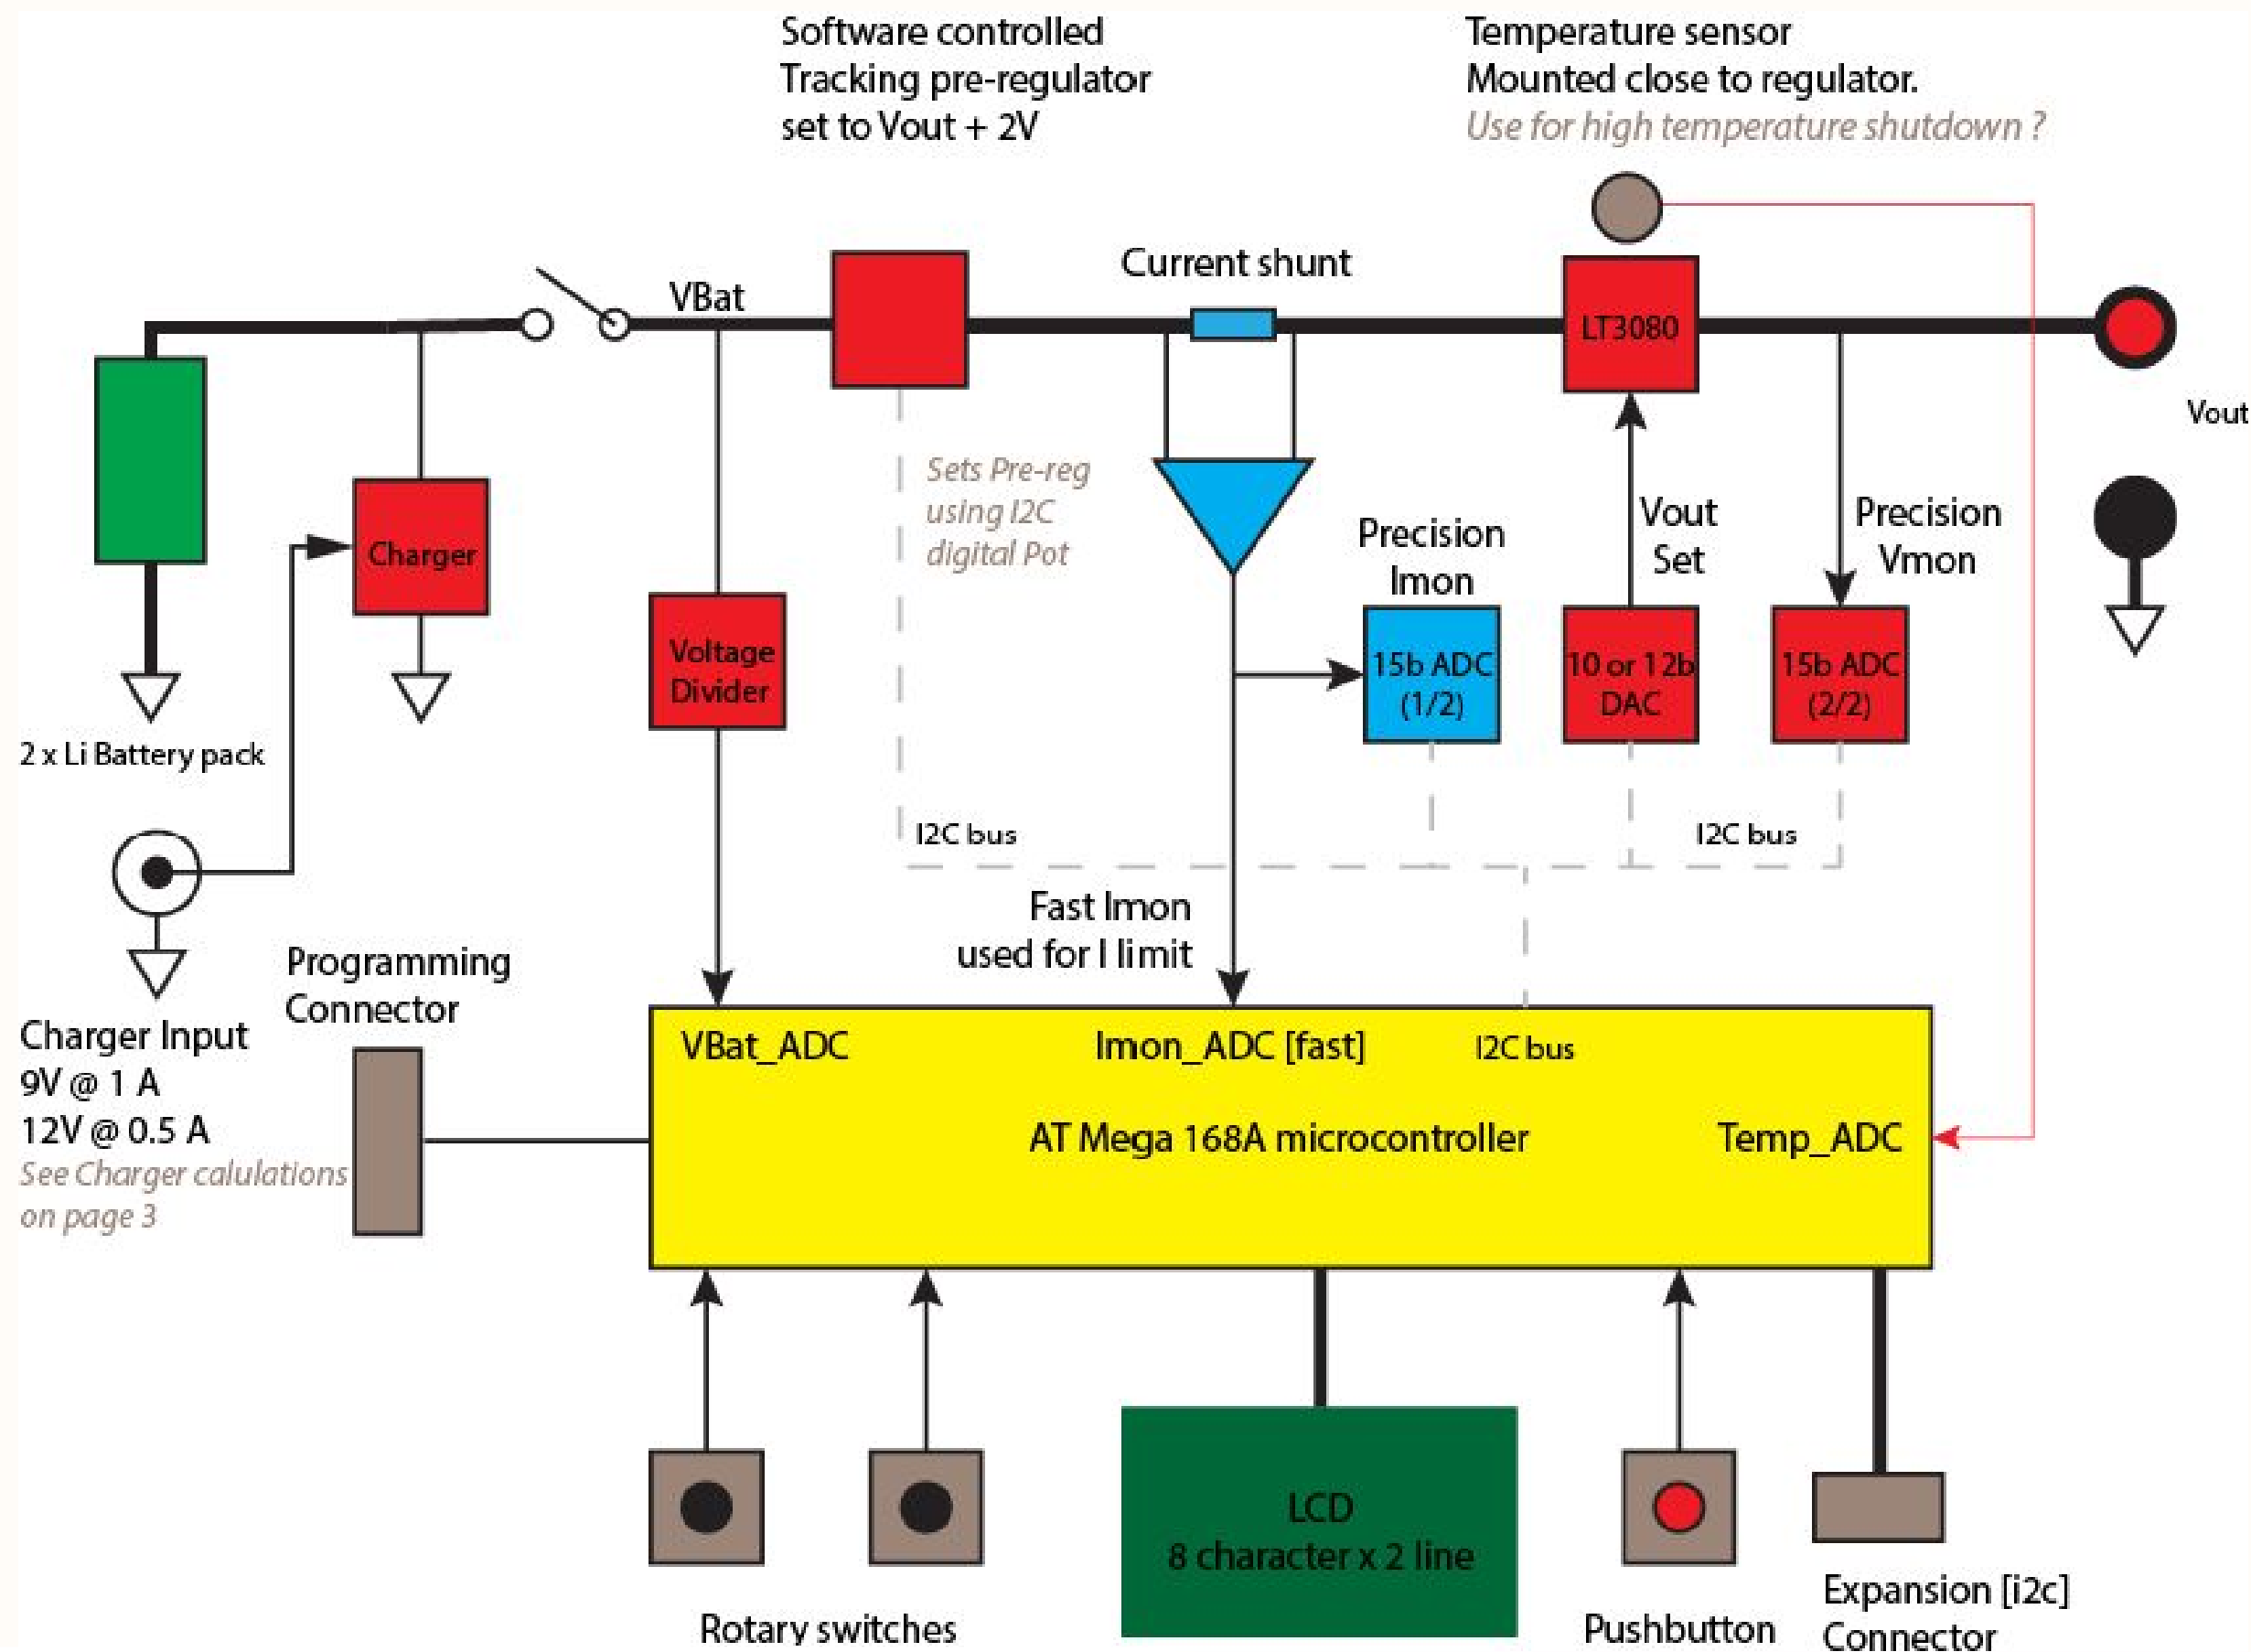 Software controlled
Tracking pre-regulator
set to Vout + 2V
Temperature sensor
Mounted close to regulator.
Use for high temperature shutdown ?
Current shunt
VBat
LT3080
Vout
Sets Pre-reg
using I2C
digital Pot
Charger
Precision
Imon
Vout
Set
Precision
Vmon
Voltage
Divider
15b ADC
(1/2)
10 or 12b
DAC
15b ADC
(2/2)
2 x Li Battery pack
I2C bus
I2C bus
Fast Imon
used for I limit
Programming
Connector
Charger Input
9V @ 1 A
12V @ 0.5 A
See Charger calulations
on page 3
VBat_ADC
Imon_ADC [fast]
I2C bus
AT Mega 168A microcontroller
Temp_ADC
LCD
8 character x 2 line
Rotary switches
Pushbutton
Expansion [i2c]
Connector